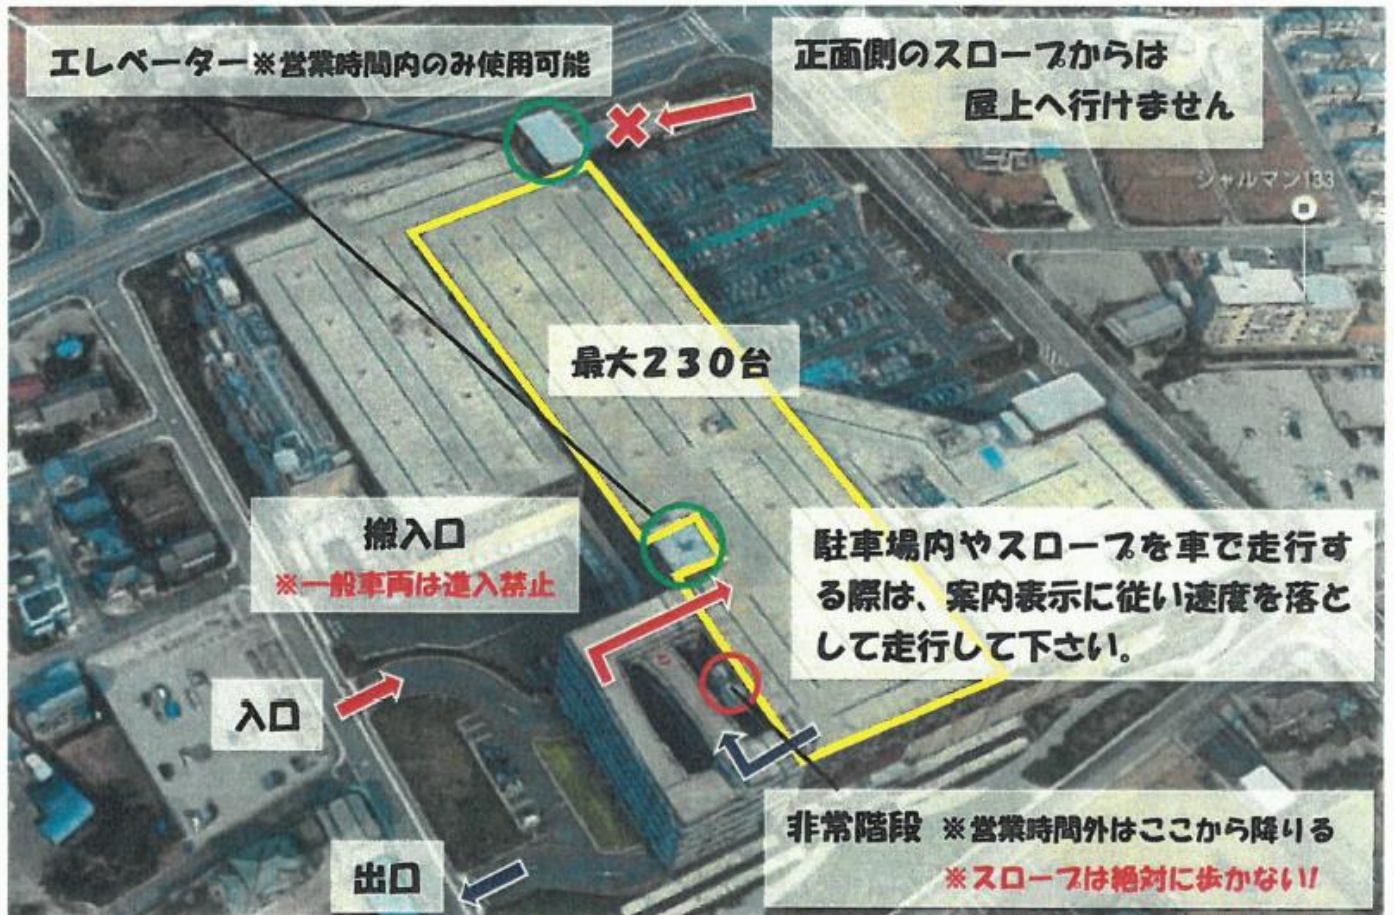 エレベーター※営業時間内のみ使用可能
正面側のスロープからは
屋上へ行けません
シャルマン133
最大230台
搬入口
※一般車両は進入禁止
駐車場内やスロープを車で走行す
る際は、案内表示に従い速度を落と
して走行して下さい。
入口
出口
非常階段 ※営業時間外はここから降りる
※スロープは絶対に歩かない!